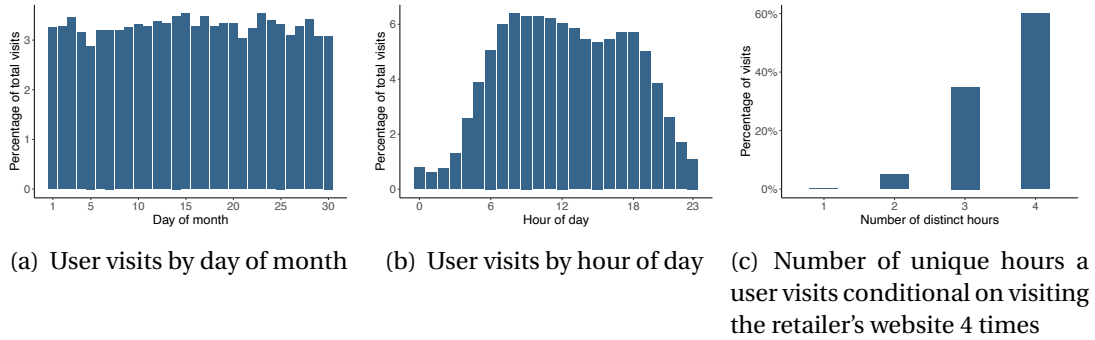 Percentage of total visits
3
2
1
0
1 5 10 15 20 25 30
Day of month
Percentage of total visits
6
4
2
0
0 6 12 18 23
Hour of day
Percentage of visits
60%
40%
20%
0%
1 2 3 4
Number of distinct hours
(a) User visits by day of month
(b) User visits by hour of day
(c) Number of unique hours a
user visits conditional on visiting
the retailer's website 4 times